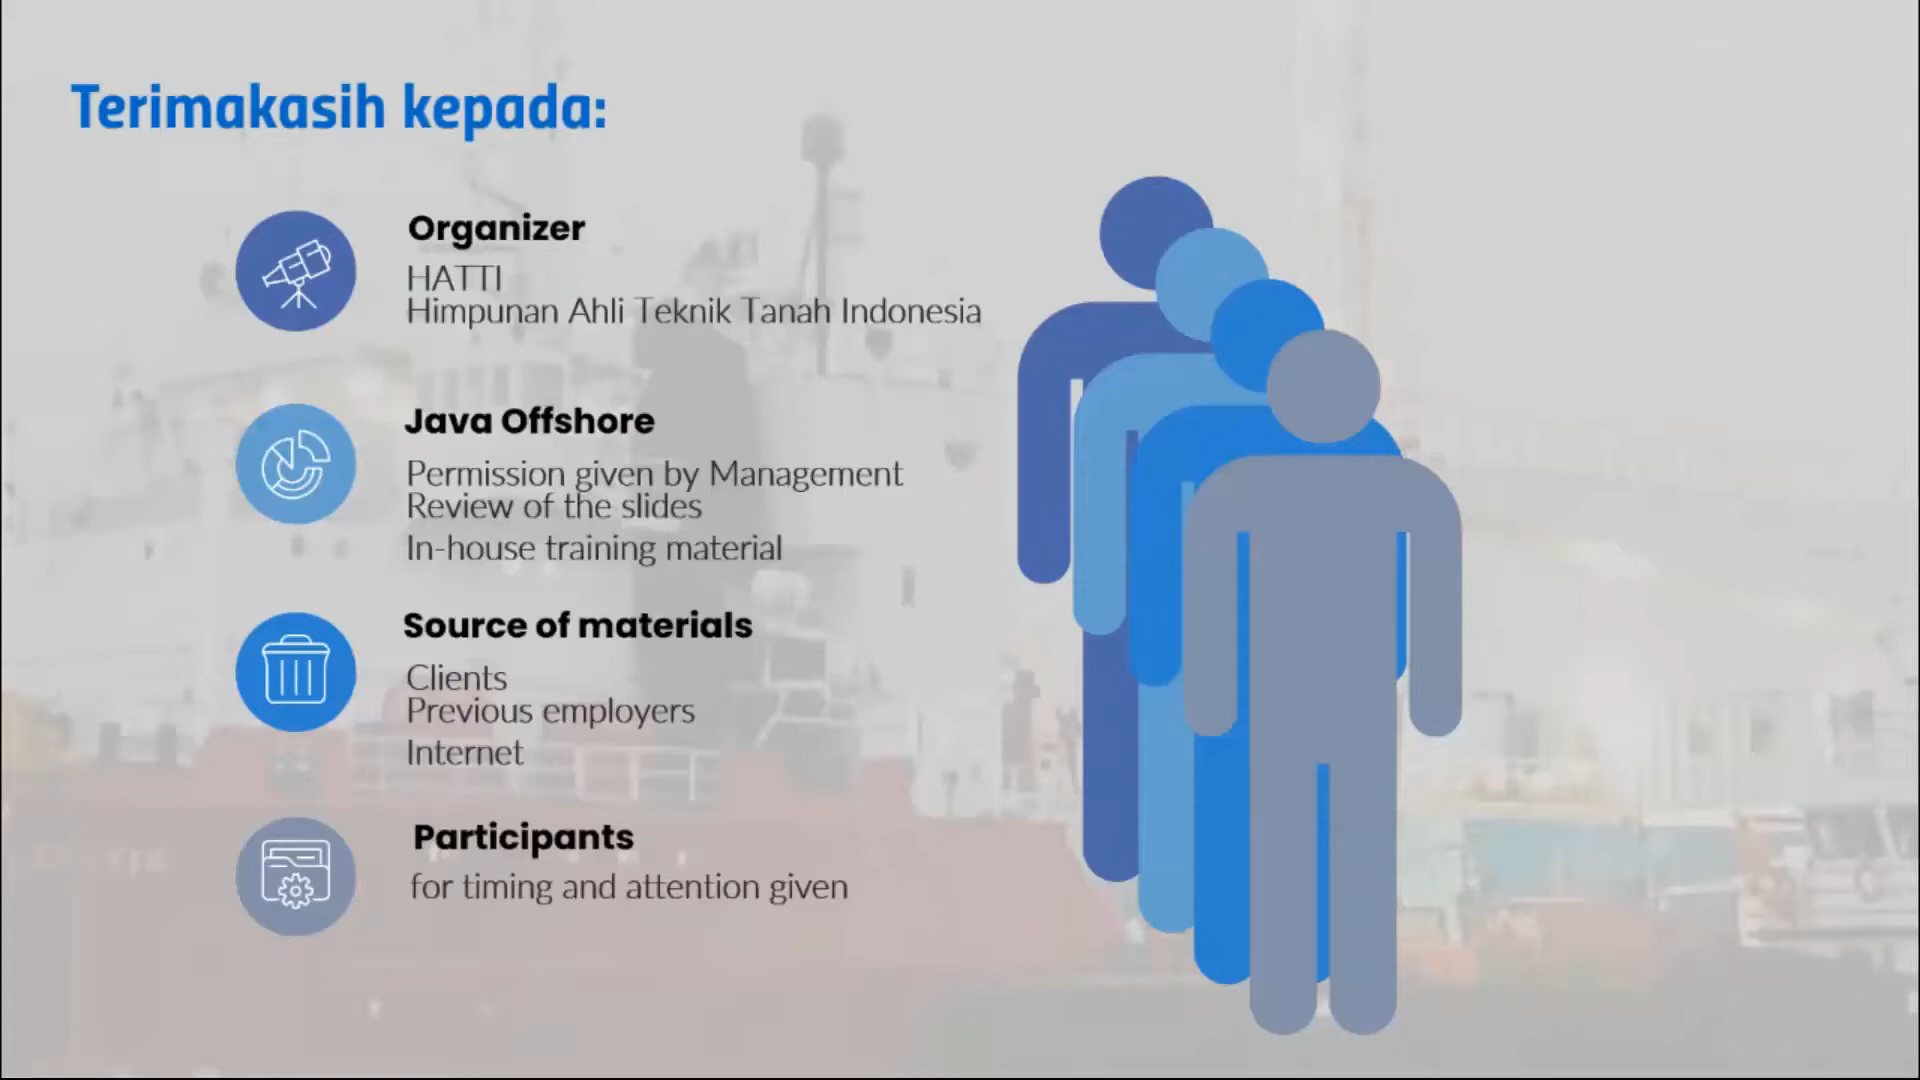 Terimakasih kepada:
Organizer
HATTI
Himpunan Ahli Teknik Tanah Indonesia
Java Offshore
Permission given by Management
Review of the slides
In-house training material
Source of materials
Clients
Previous employers
Internet
Participants
for timing and attention given